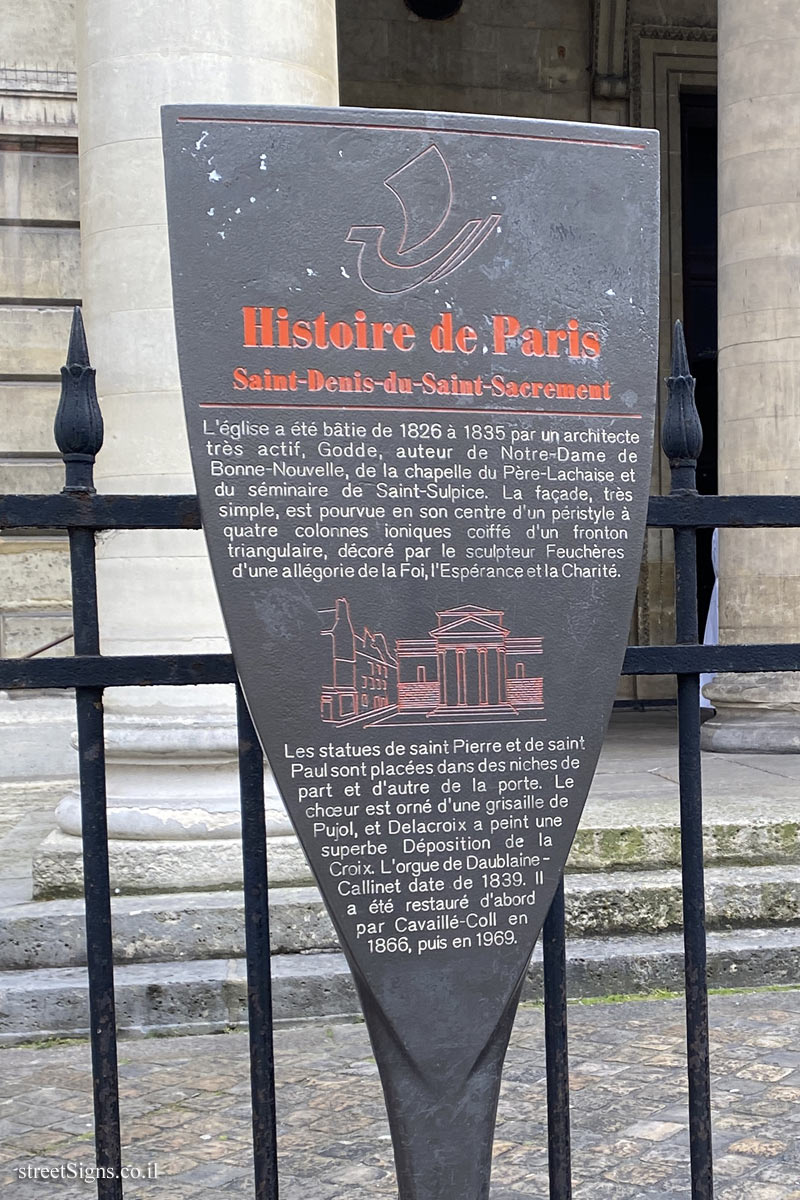 Histoire de Paris
Saint-Denis-du-Saint-Sacrement
L'église a été bâtie de 1826 à 1835 par un architecte
très actif, Godde, auteur de Notre-Dame de
Bonne-Nouvelle, de la chapelle du Père-Lachaise et
du séminaire de Saint-Sulpice. La façade, très
simple, est pourvue en son centre d'un péristyle à
quatre colonnes ioniques coiffé d'un fronton
triangulaire, décoré par le sculpteur Feuchères
d'une allégorie de la Foi, l'Espérance et la Charité.
Les statues de saint Pierre et de saint
Paul sont placées dans des niches de
part et d'autre de la porte. Le
chœur est orné d'une grisaille de
Pujol, et Delacroix a peint une
superbe Déposition de la
Croix. L'orgue de Daublaine-
Callinet date de 1839. Il
a été restauré d'abord
par Cavaillé-Coll en
1866, puis en 1969.
streetSigns.co.il